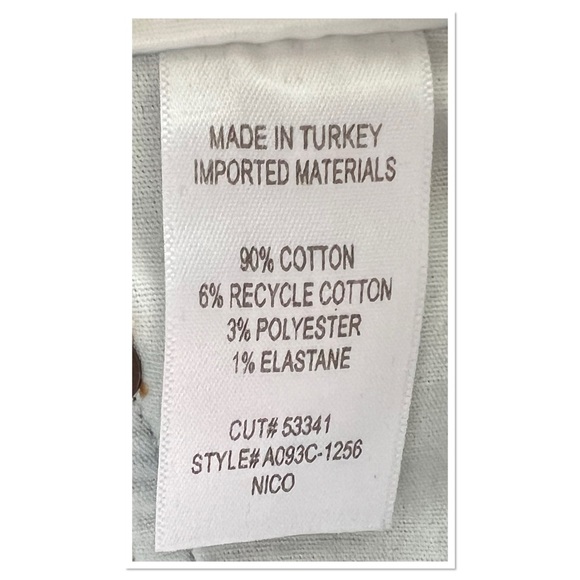 MADE IN TURKEY
IMPORTED MATERIALS
90% COTTON
6% RECYCLE COTTON
3% POLYESTER
1% ELASTANE
CUT# 53341
STYLE# A093C-1256
NICO